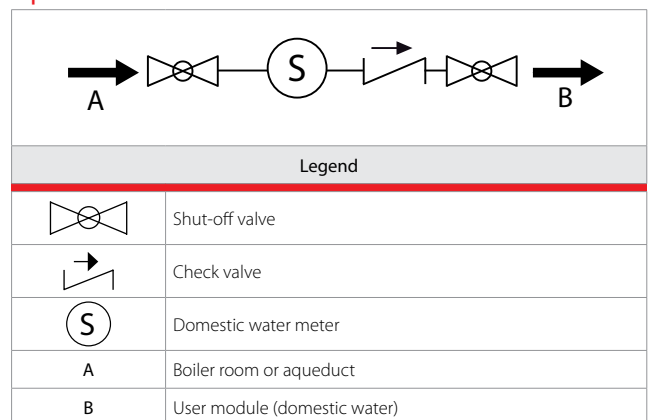 S
A
B
Legend
Shut-off valve
Check valve
S
Domestic water meter
A
Boiler room or aqueduct
B
User module (domestic water)